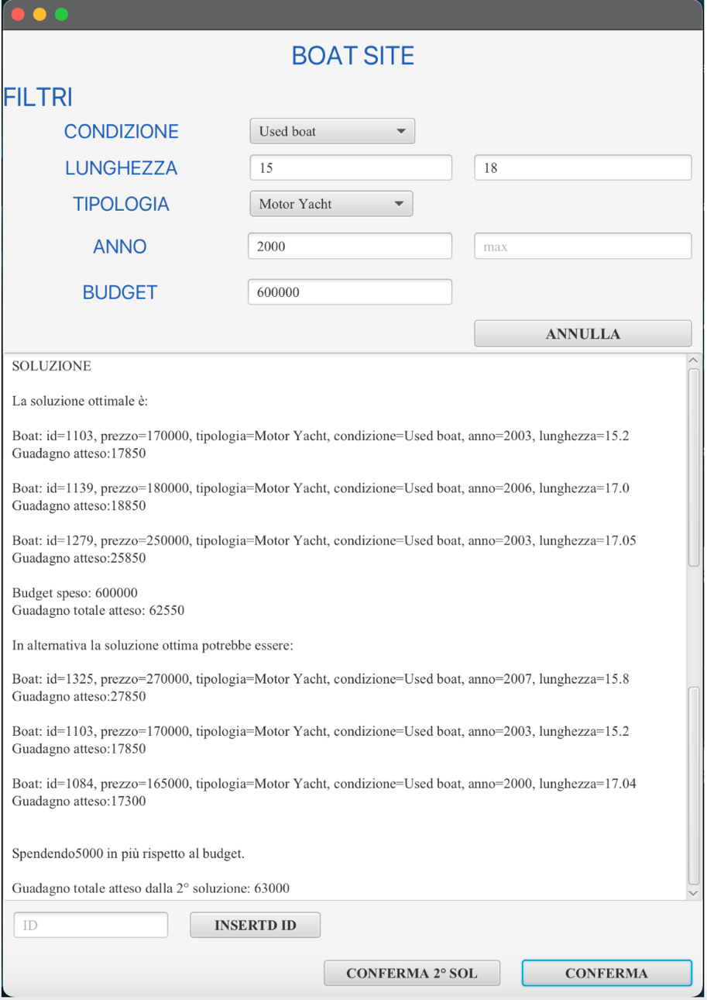 BOAT SITE
FILTRI
CONDIZIONE Used boat
LUNGHEZZA 15 18
TIPOLOGIA Motor Yacht
ANNO 2000 max
BUDGET 600000
ANNULLA
SOLUZIONE
La soluzione ottimale è:
Boat: id=1103, prezzo=170000, tipologia=Motor Yacht, condizione=Used boat, anno=2003, lunghezza=15.2
Guadagno atteso:17850
Boat: id=1139, prezzo=180000, tipologia=Motor Yacht, condizione=Used boat, anno=2006, lunghezza=17.0
Guadagno atteso:18850
Boat: id=1279, prezzo=250000, tipologia=Motor Yacht, condizione=Used boat, anno=2003, lunghezza=17.05
Guadagno atteso:25850
Budget speso: 600000
Guadagno totale atteso: 62550
In alternativa la soluzione ottima potrebbe essere:
Boat: id=1325, prezzo=270000, tipologia=Motor Yacht, condizione=Used boat, anno=2007, lunghezza=15.8
Guadagno atteso:27850
Boat: id=1103, prezzo=170000, tipologia=Motor Yacht, condizione=Used boat, anno=2003, lunghezza=15.2
Guadagno atteso:17850
Boat: id=1084, prezzo=165000, tipologia=Motor Yacht, condizione=Used boat, anno=2000, lunghezza=17.04
Guadagno atteso:17300
Spendendo5000 in più rispetto al budget.
Guadagno totale atteso dalla 2° soluzione: 63000
ID INSERTD ID
CONFERMA 2° SOL CONFERMA